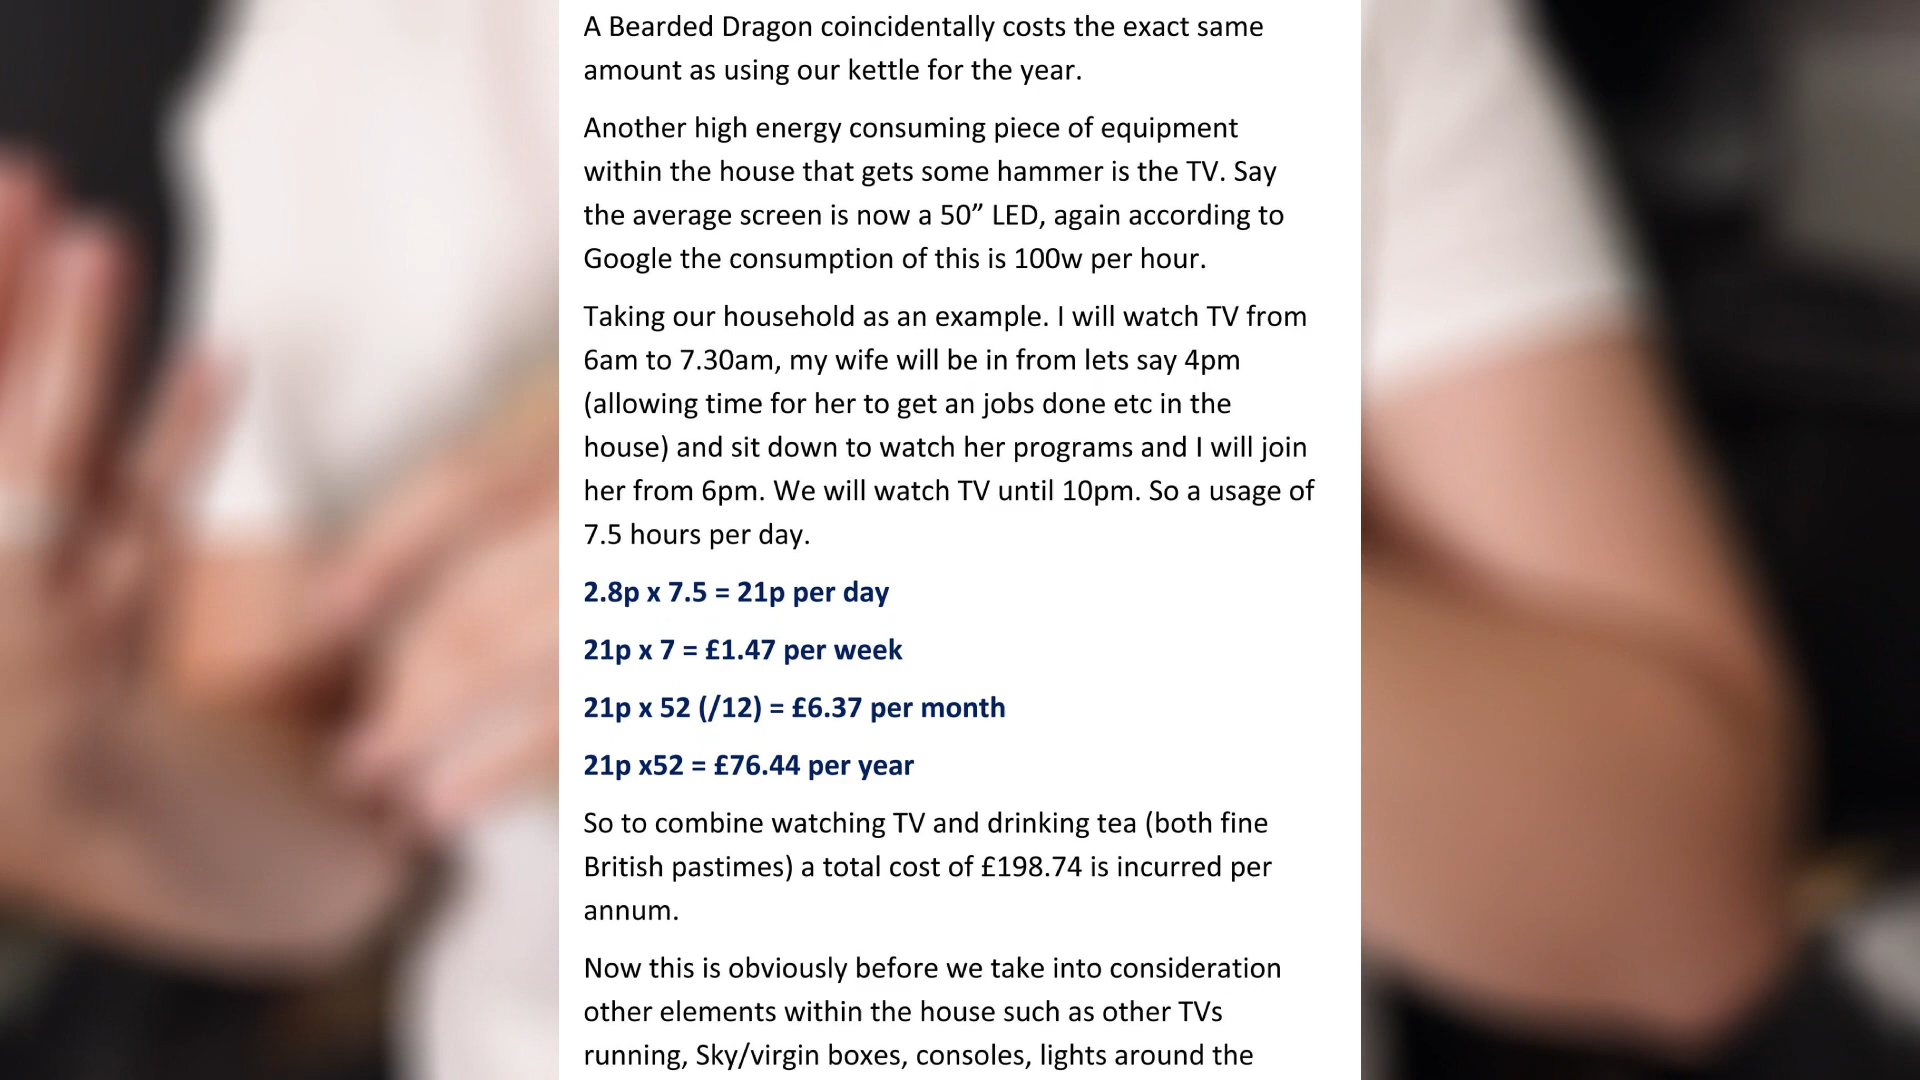 A Bearded Dragon coincidentally costs the exact same
amount as using our kettle for the year.
Another high energy consuming piece of equipment
within the house that gets some hammer is the TV. Say
the average screen is now a 50” LED, again according to
Google the consumption of this is 100w per hour.
Taking our household as an example. I will watch TV from
6am to 7.30am, my wife will be in from lets say 4pm
(allowing time for her to get an jobs done etc in the
house) and sit down to watch her programs and I will join
her from 6pm. We will watch TV until 10pm. So a usage of
7.5 hours per day.
2.8p x 7.5 = 21p per day
21p x 7 = £1.47 per week
21p x 52 (/12) = £6.37 per month
21p x52 = £76.44 per year
So to combine watching TV and drinking tea (both fine
British pastimes) a total cost of £198.74 is incurred per
annum.
Now this is obviously before we take into consideration
other elements within the house such as other TVs
running, Sky/virgin boxes, consoles, lights around the